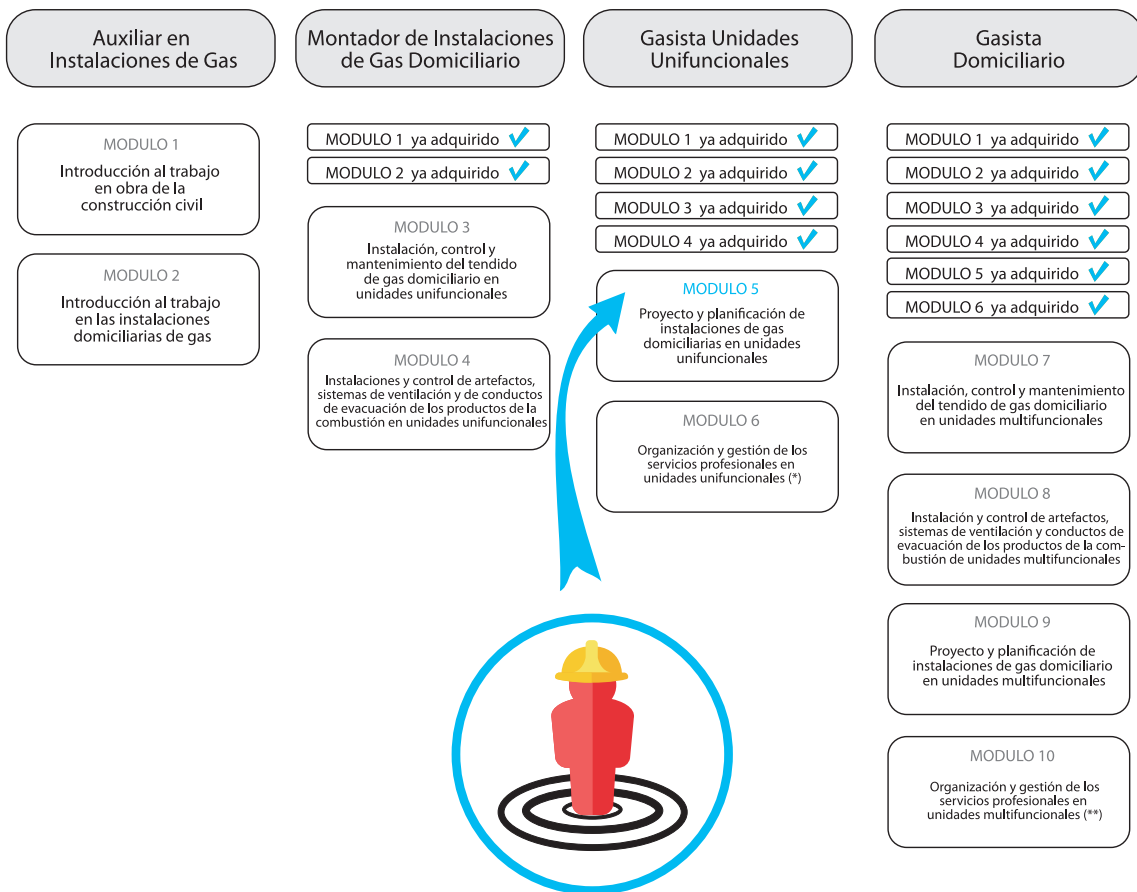 Auxiliar en
Instalaciones de Gas
MODULO 1
Introducción al trabajo
en obra de la
construcción civil
MODULO 2
Introducción al trabajo
en las instalaciones
domiciliarias de gas
Montador de Instalaciones
de Gas Domiciliario
MODULO 1 ya adquirido
MODULO 2 ya adquirido
MODULO 3
Instalación, control y
mantenimiento del tendido
de gas domiciliario en
unidades unifuncionales
MODULO 4
Instalaciones y control de artefactos,
sistemas de ventilación y de conductos
de evacuación de los productos de la
combustión en unidades unifuncionales
Gasista Unidades
Unifuncionales
MODULO 1 ya adquirido
MODULO 2 ya adquirido
MODULO 3 ya adquirido
MODULO 4 ya adquirido
MODULO 5
Proyecto y planificación de
instalaciones de gas
domiciliarias en unidades
unifuncionales
MODULO 6
Organización y gestión de los
servicios profesionales en
unidades unifuncionales (*)
Gasista
Domiciliario
MODULO 1 ya adquirido
MODULO 2 ya adquirido
MODULO 3 ya adquirido
MODULO 4 ya adquirido
MODULO 5 ya adquirido
MODULO 6 ya adquirido
MODULO 7
Instalación, control y mantenimiento
del tendido de gas domiciliario
en unidades multifuncionales
MODULO 8
Instalación y control de artefactos,
sistemas de ventilación y conductos de
evacuación de los productos de la com-
bustión de unidades multifuncionales
MODULO 9
Proyecto y planificación de
instalaciones de gas domiciliario
en unidades multifuncionales
MODULO 10
Organización y gestión de los
servicios profesionales en
unidades multifuncionales (**)